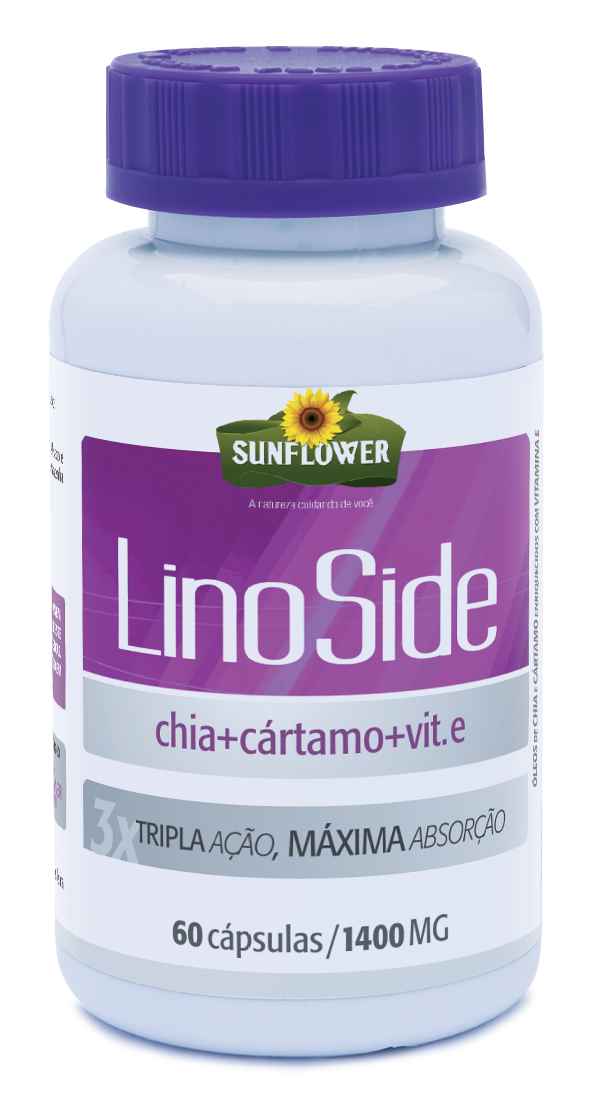 SUNFLOWER
A natureza cuidando de você
LinoSide
chia+cártamo+vit.e
3x TRIPLA AÇÃO, MÁXIMA ABSORÇÃO
60 cápsulas / 1400 MG
ÓLEOS DE CHIA E CÁRTAMO ENRIQUECIDOS COM VITAMINA E